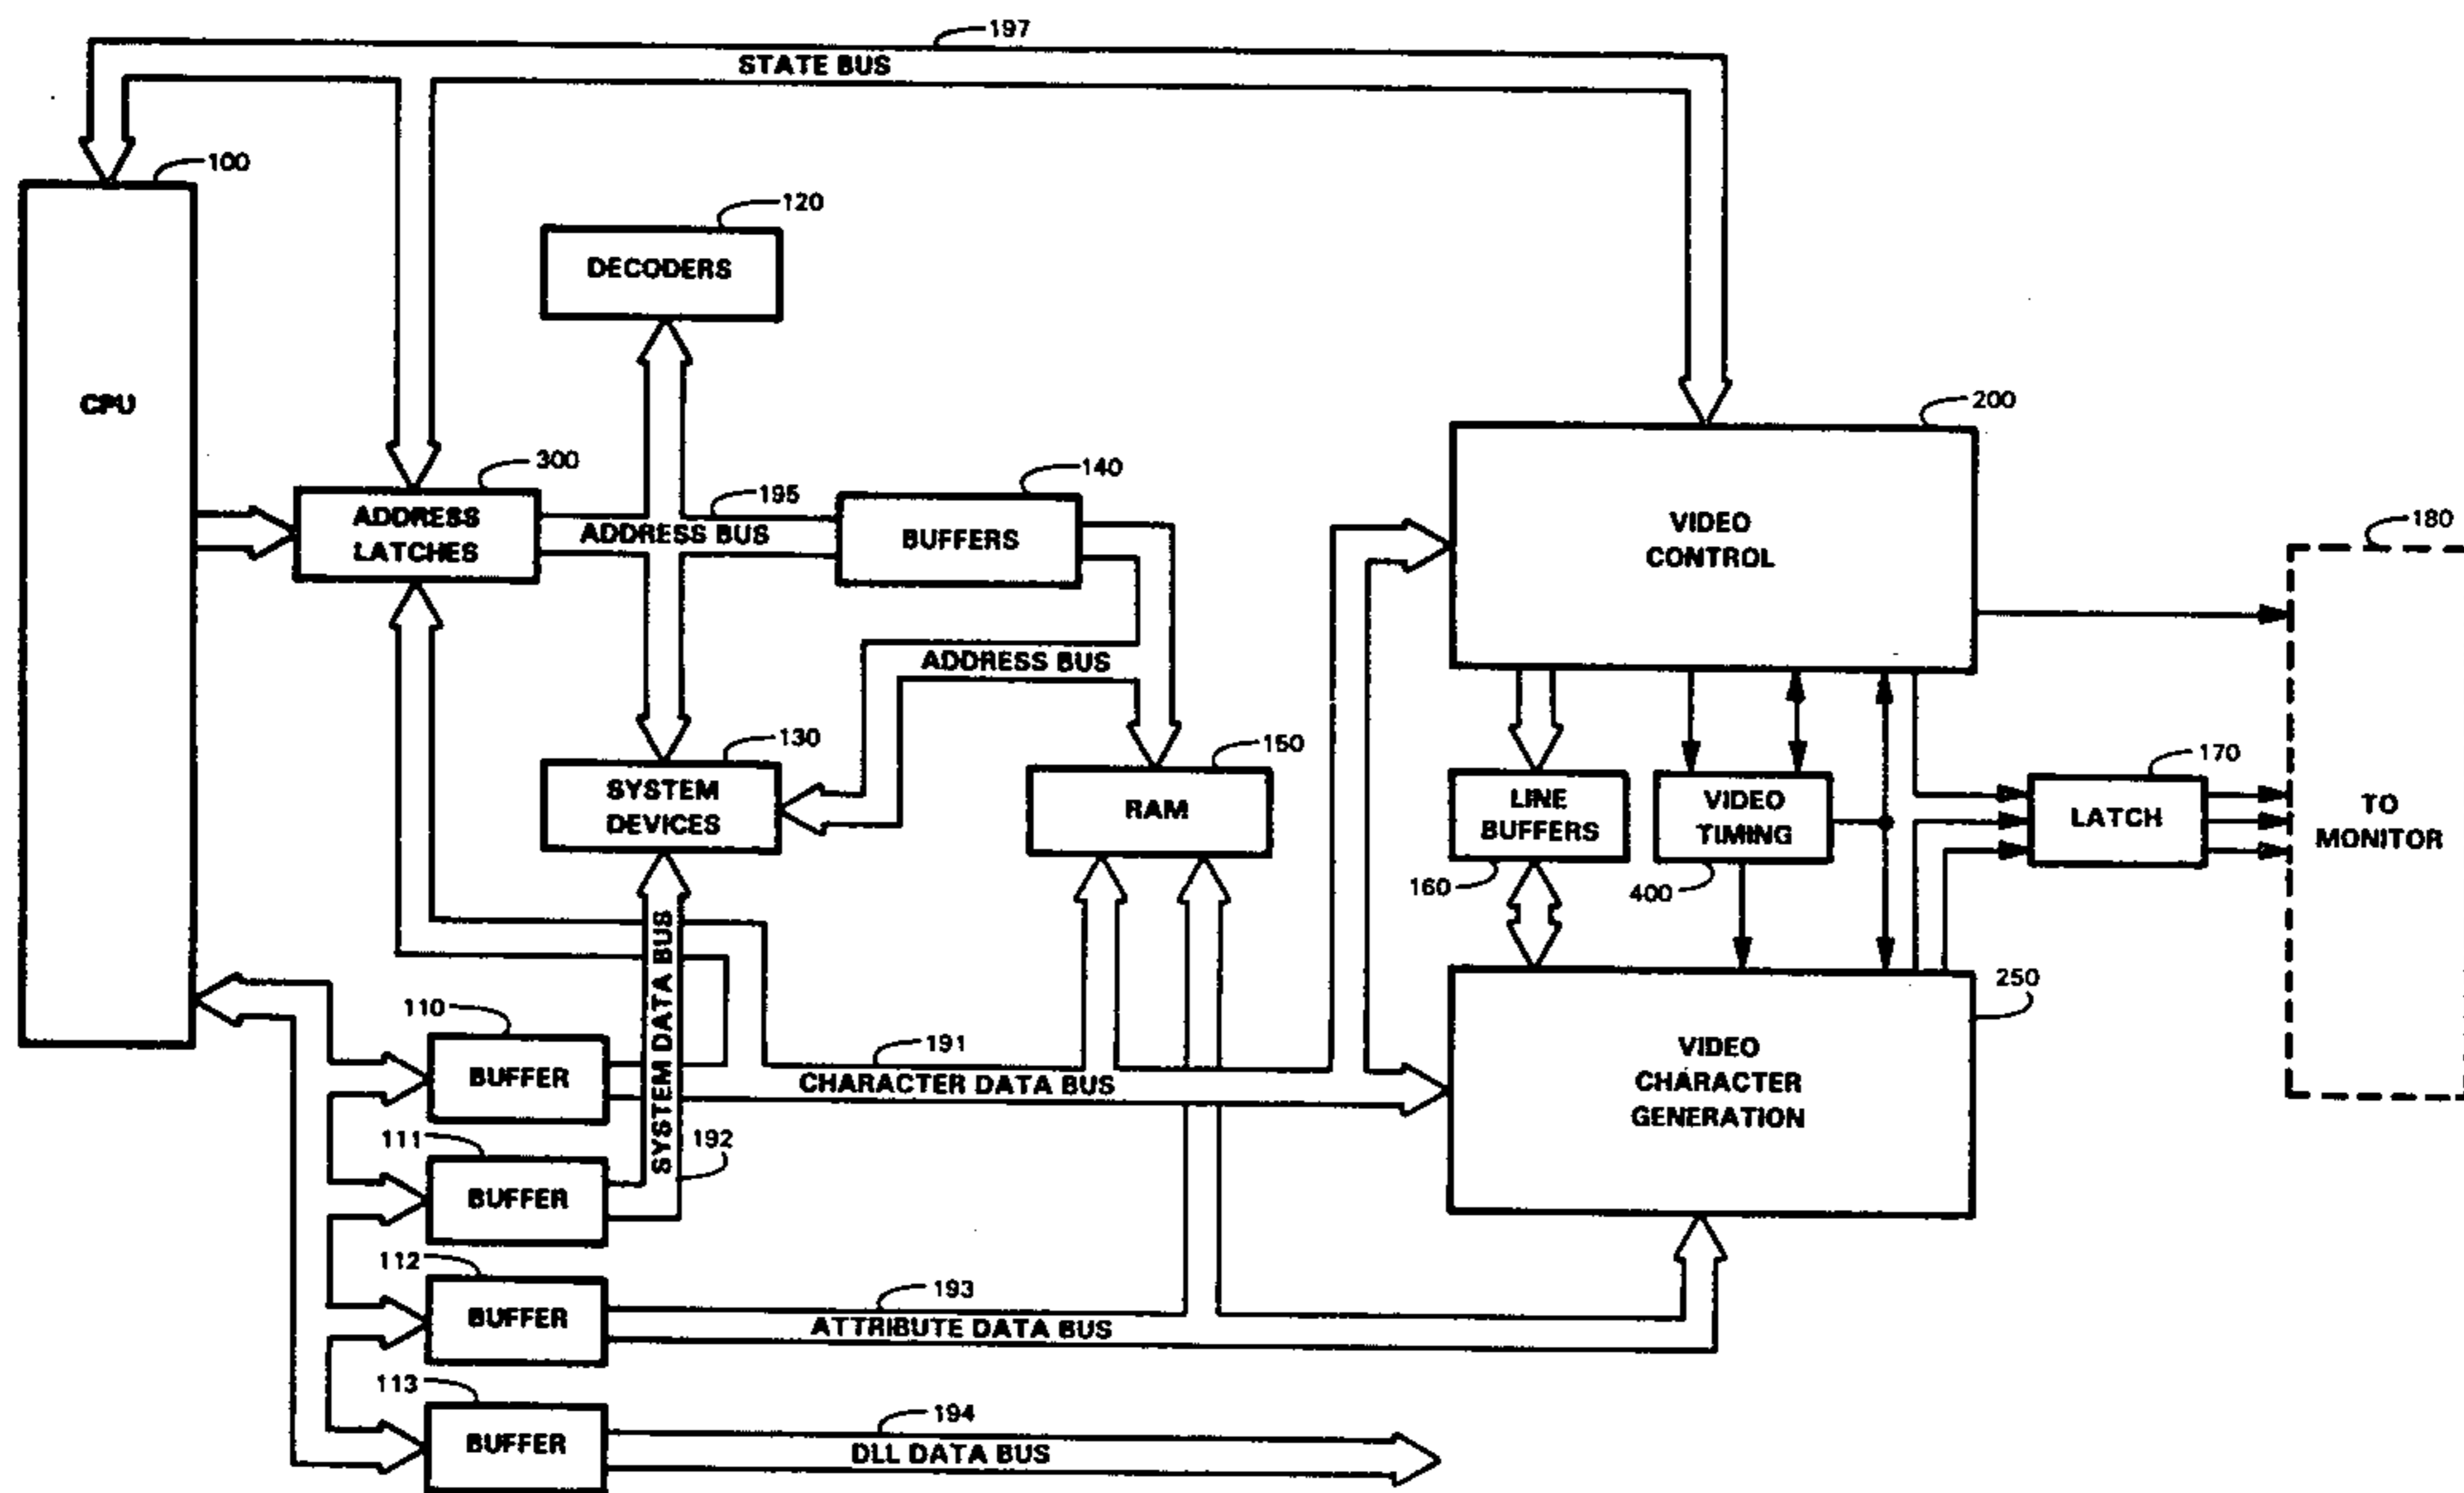 197
STATE BUS
100
CPU
120
DECODERS
300
ADDRESS
LATCHES
195
ADDRESS BUS
140
BUFFERS
200
VIDEO
CONTROL
180
ADDRESS BUS
130
SYSTEM
DEVICES
150
RAM
LINE
BUFFERS
160
VIDEO
TIMING
400
170
LATCH
TO
MONITOR
SYSTEM DATA BUS
192
110
BUFFER
191
CHARACTER DATA BUS
250
VIDEO
CHARACTER
GENERATION
111
BUFFER
112
BUFFER
193
ATTRIBUTE DATA BUS
113
BUFFER
194
DLL DATA BUS